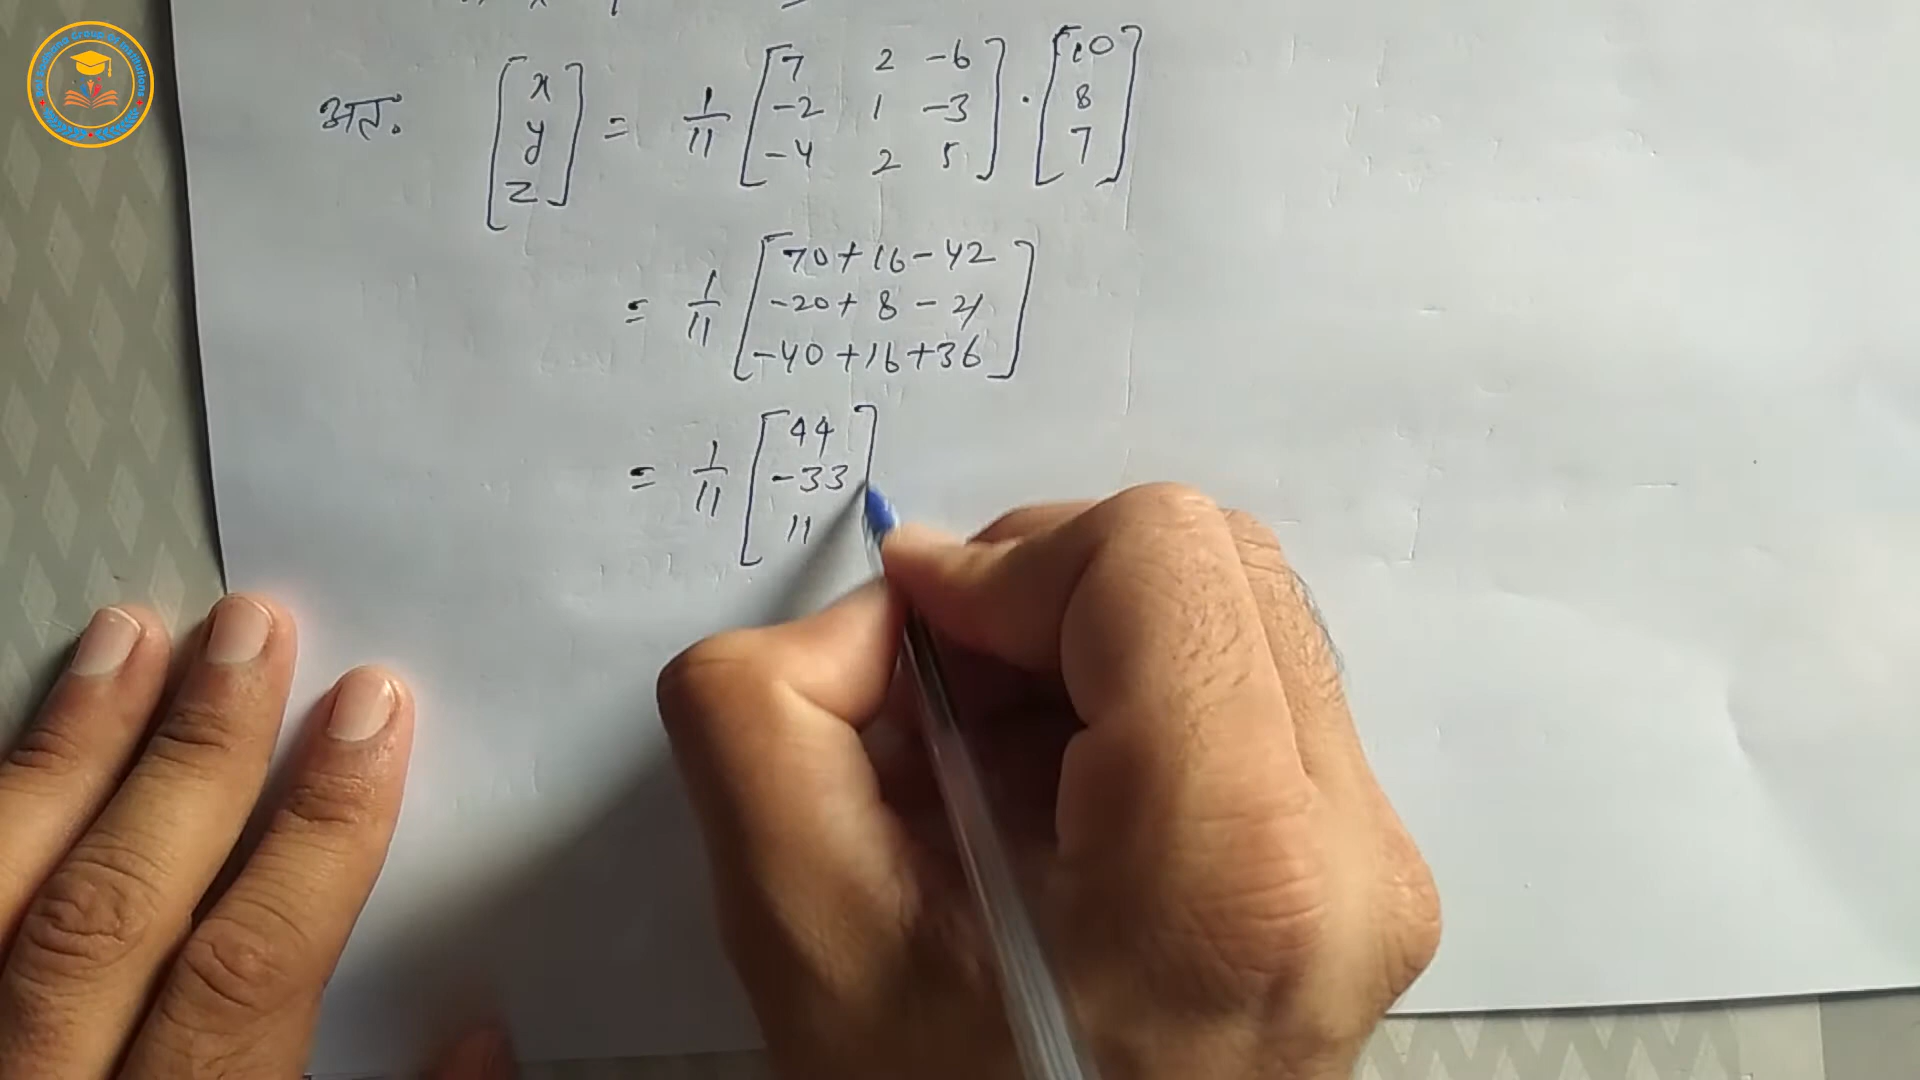 अत: [x y z] = 1/11 [7 2 -6; -2 1 -3; -4 2 5] · [10 8 7]
= 1/11 [70+16-42; -20+8-21; -40+16+36]
= 1/11 [44; -33; 11]